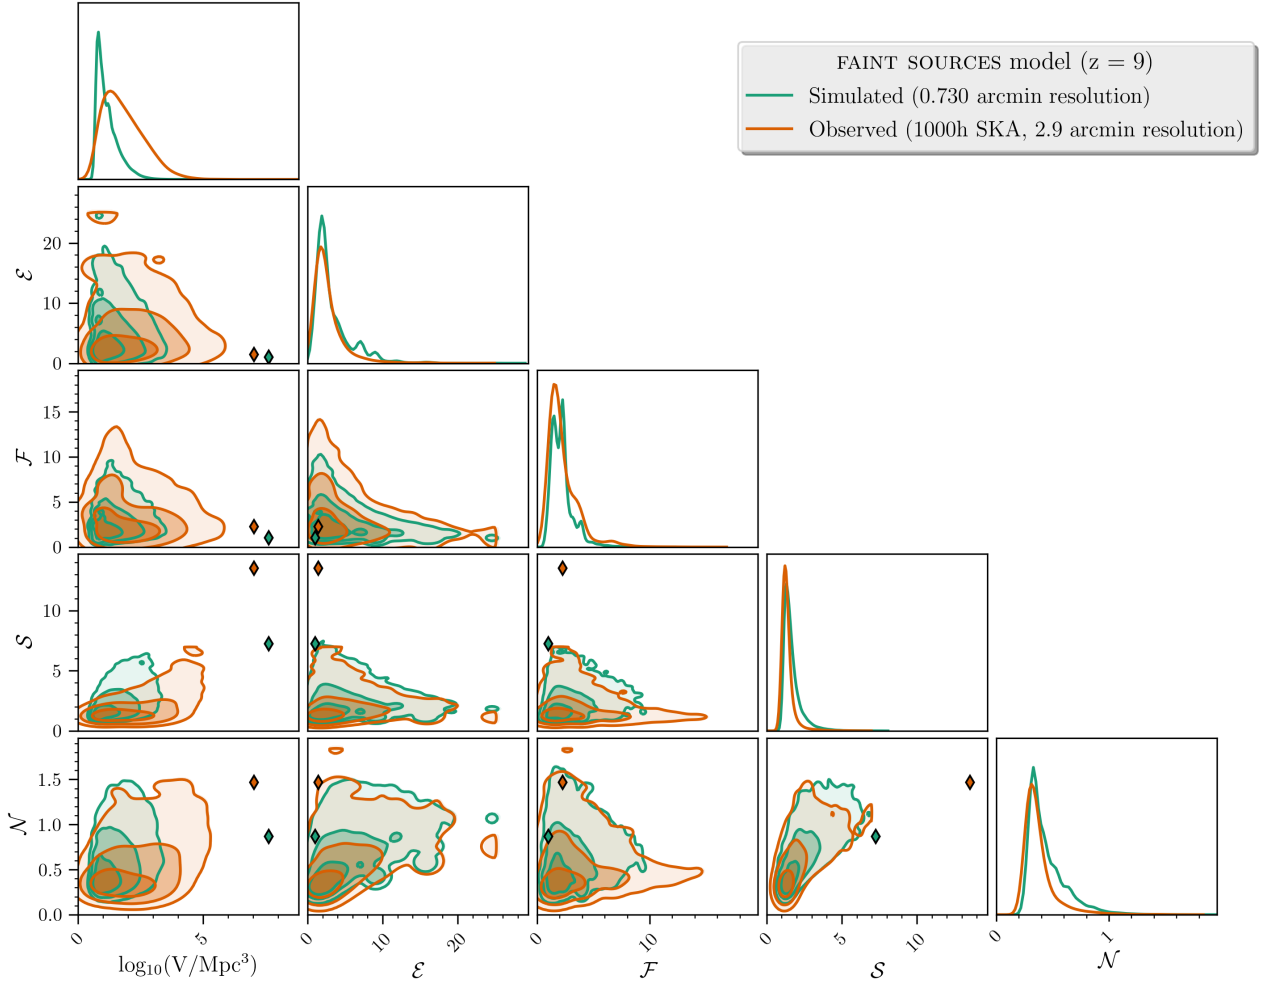 FAINT SOURCES model (z = 9)
Simulated (0.730 arcmin resolution)
Observed (1000h SKA, 2.9 arcmin resolution)
20
10
0
ℰ
15
10
5
0
ℱ
10
5
0
𝒮
1.5
1.0
0.5
0.0
𝒩
0 5
0 10 20
0 10
0 5 10
0 1
log₁₀(V/Mpc³)
ℰ
ℱ
𝒮
𝒩